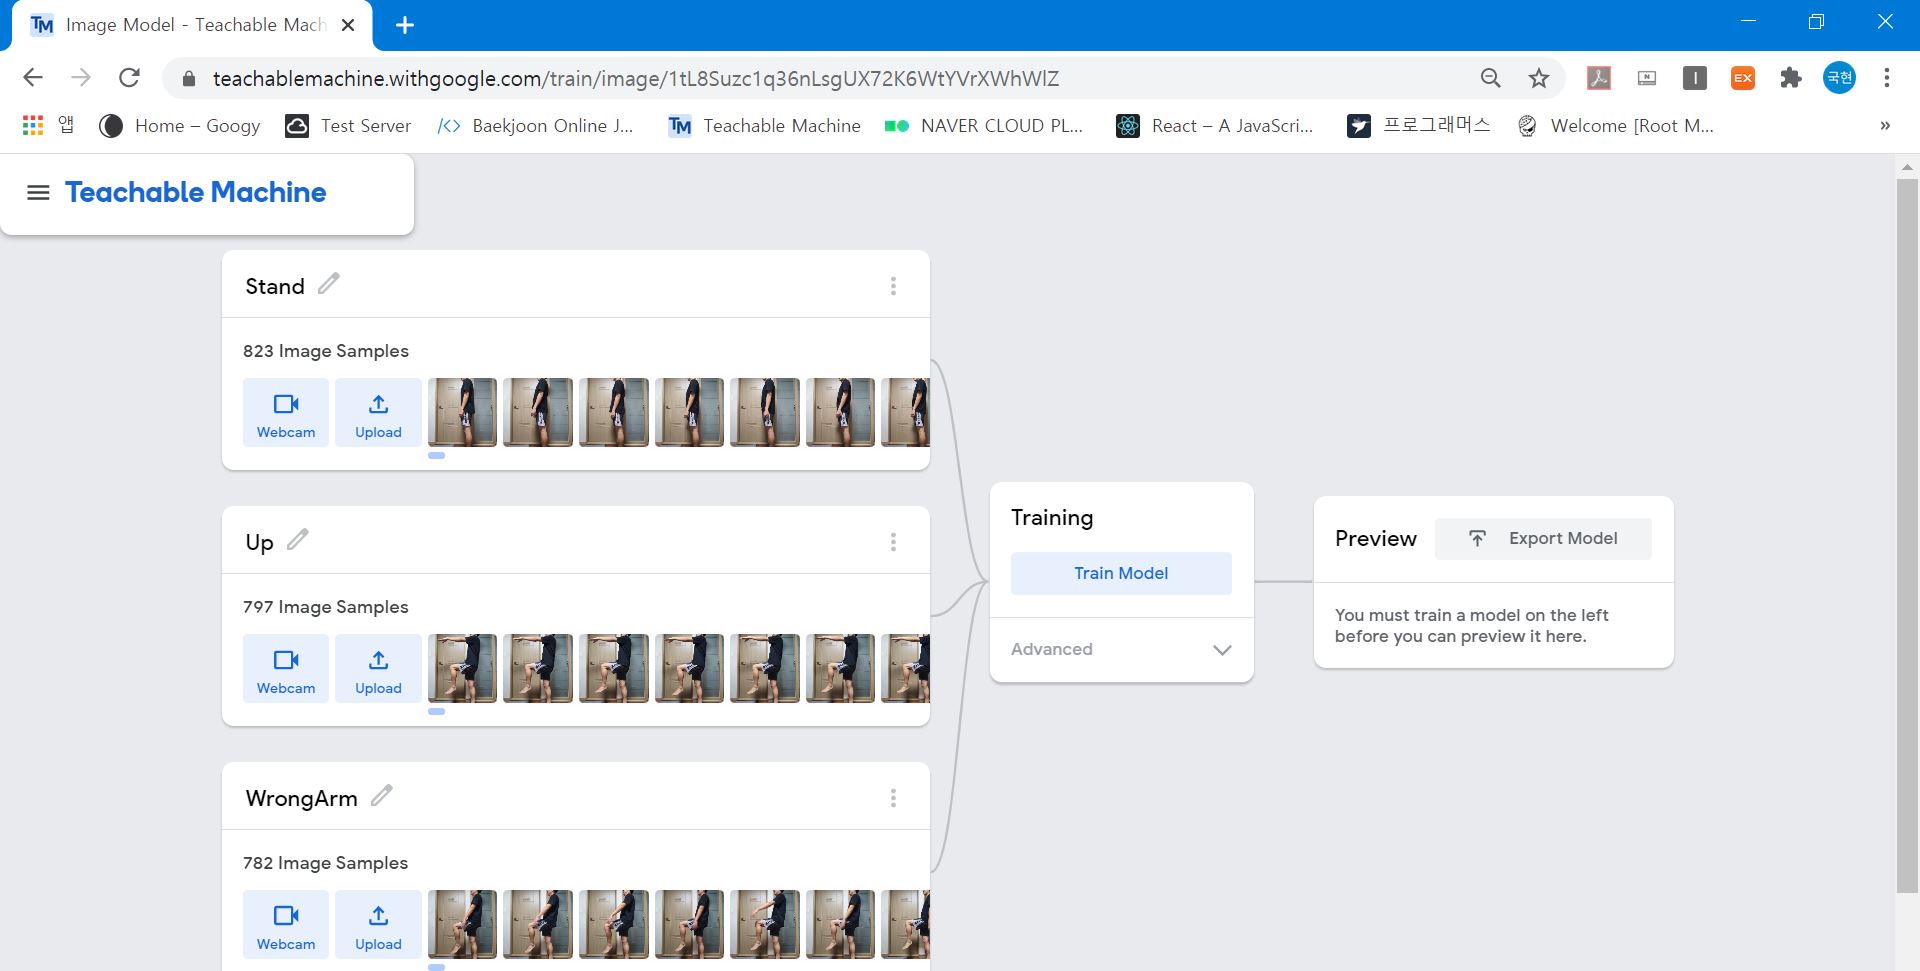 Image Model - Teachable Mach
teachablemachine.withgoogle.com/train/image/1tL8Suzc1q36nLsgUX72K6WtYVrXWhWlZ
EX
국현
앱
Home – Googy
Test Server
Baekjoon Online J...
Teachable Machine
NAVER CLOUD PL...
React – A JavaScri...
프로그래머스
Welcome [Root M...
»
Teachable Machine
Stand
823 Image Samples
Webcam
Upload
Up
797 Image Samples
Webcam
Upload
WrongArm
782 Image Samples
Webcam
Upload
Training
Train Model
Advanced
Preview
Export Model
You must train a model on the left
before you can preview it here.